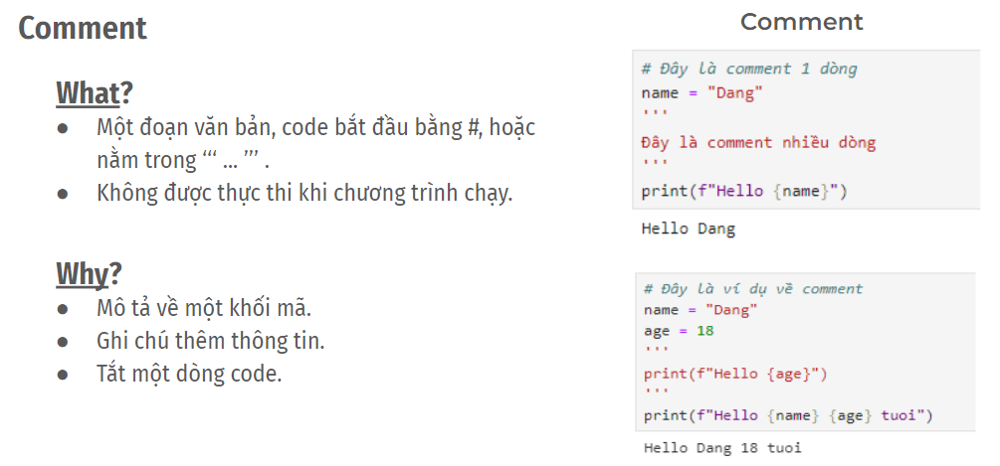 Comment
What?
● Một đoạn văn bản, code bắt đầu bằng #, hoặc
nằm trong ‘‘‘ ... ’’’ .
● Không được thực thi khi chương trình chạy.
Why?
● Mô tả về một khối mã.
● Ghi chú thêm thông tin.
● Tắt một dòng code.
Comment
# Đây là comment 1 dòng
name = "Dang"
'''
Đây là comment nhiều dòng
'''
print(f"Hello {name}")
Hello Dang
# Đây là ví dụ về comment
name = "Dang"
age = 18
'''
print(f"Hello {age}")
'''
print(f"Hello {name} {age} tuoi")
Hello Dang 18 tuoi